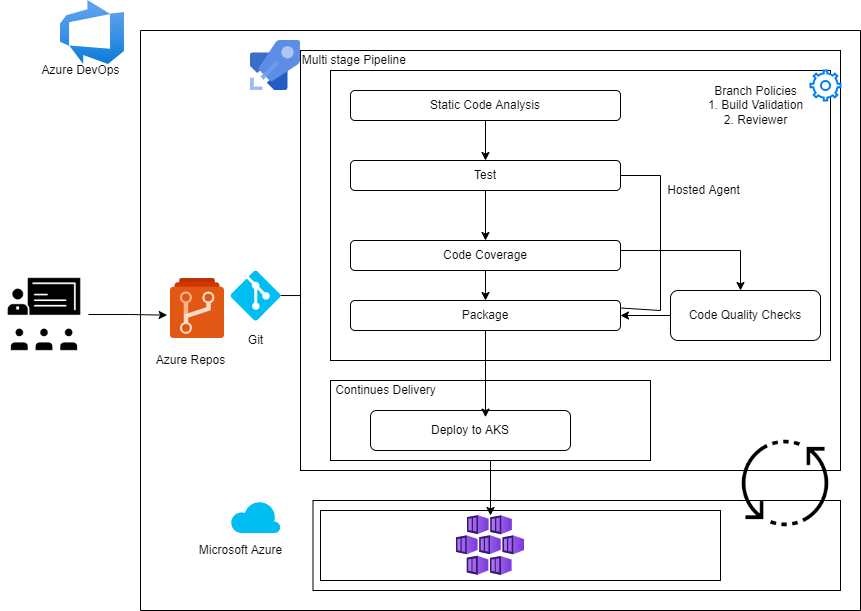 Azure DevOps
Multi stage Pipeline
Branch Policies
1. Build Validation
2. Reviewer
Static Code Analysis
Test
Hosted Agent
Code Coverage
Package
Code Quality Checks
Azure Repos
Git
Continues Delivery
Deploy to AKS
Microsoft Azure